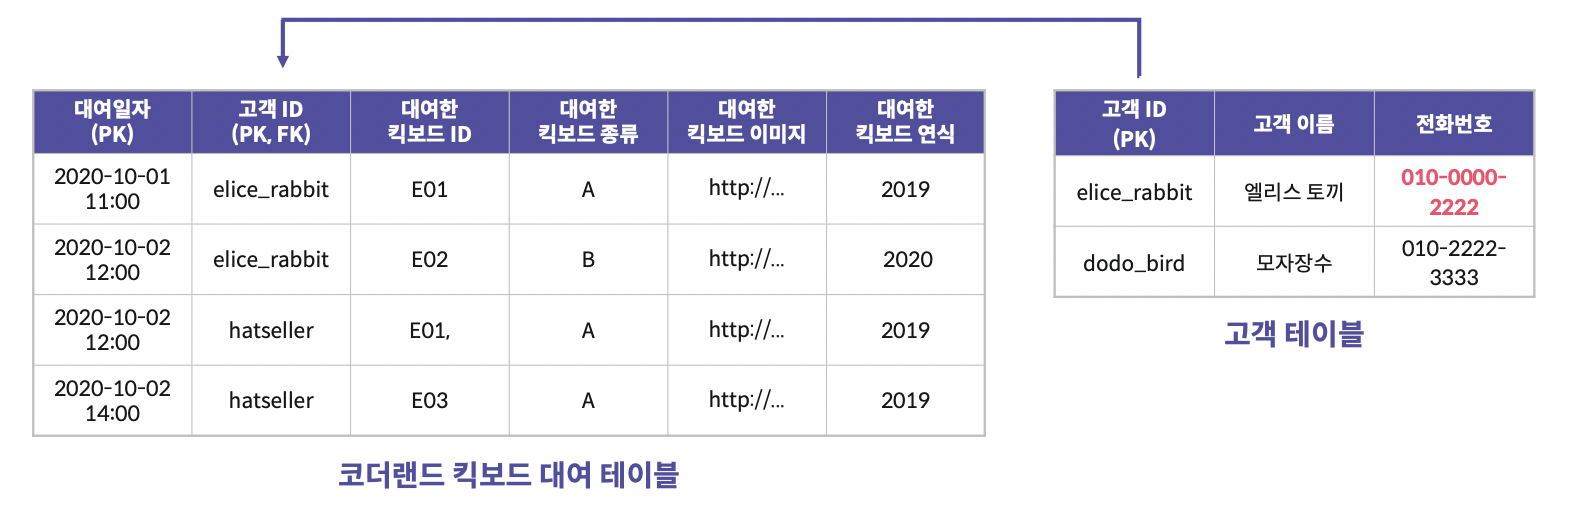 대여일자
(PK)
고객 ID
(PK, FK)
대여한
킥보드 ID
대여한
킥보드 종류
대여한
킥보드 이미지
대여한
킥보드 연식
2020-10-01
11:00
elice_rabbit
E01
A
http://...
2019
2020-10-02
12:00
elice_rabbit
E02
B
http://...
2020
2020-10-02
12:00
hatseller
E01,
A
http://...
2019
2020-10-02
14:00
hatseller
E03
A
http://...
2019
코더랜드 킥보드 대여 테이블
고객 ID
(PK)
고객 이름
전화번호
elice_rabbit
엘리스 토끼
010-0000-
2222
dodo_bird
모자장수
010-2222-
3333
고객 테이블